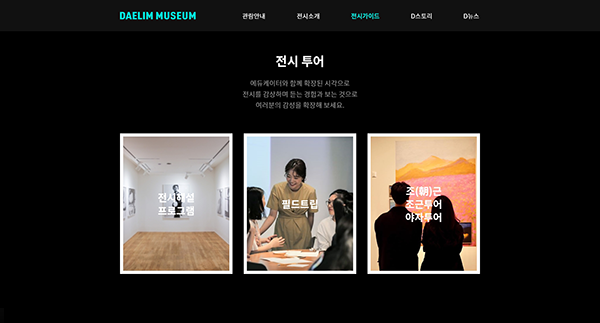 DAELIM MUSEUM
관람안내
전시소개
전시가이드
D스토리
D뉴스
전시 투어
에듀케이터와 함께 확장된 시각으로
전시를 감상하며 듣는 경험과 보는 것으로
여러분의 감성을 확장해 보세요.
전시해설
프로그램
필드트립
조(朝)근
조근투어
야자투어